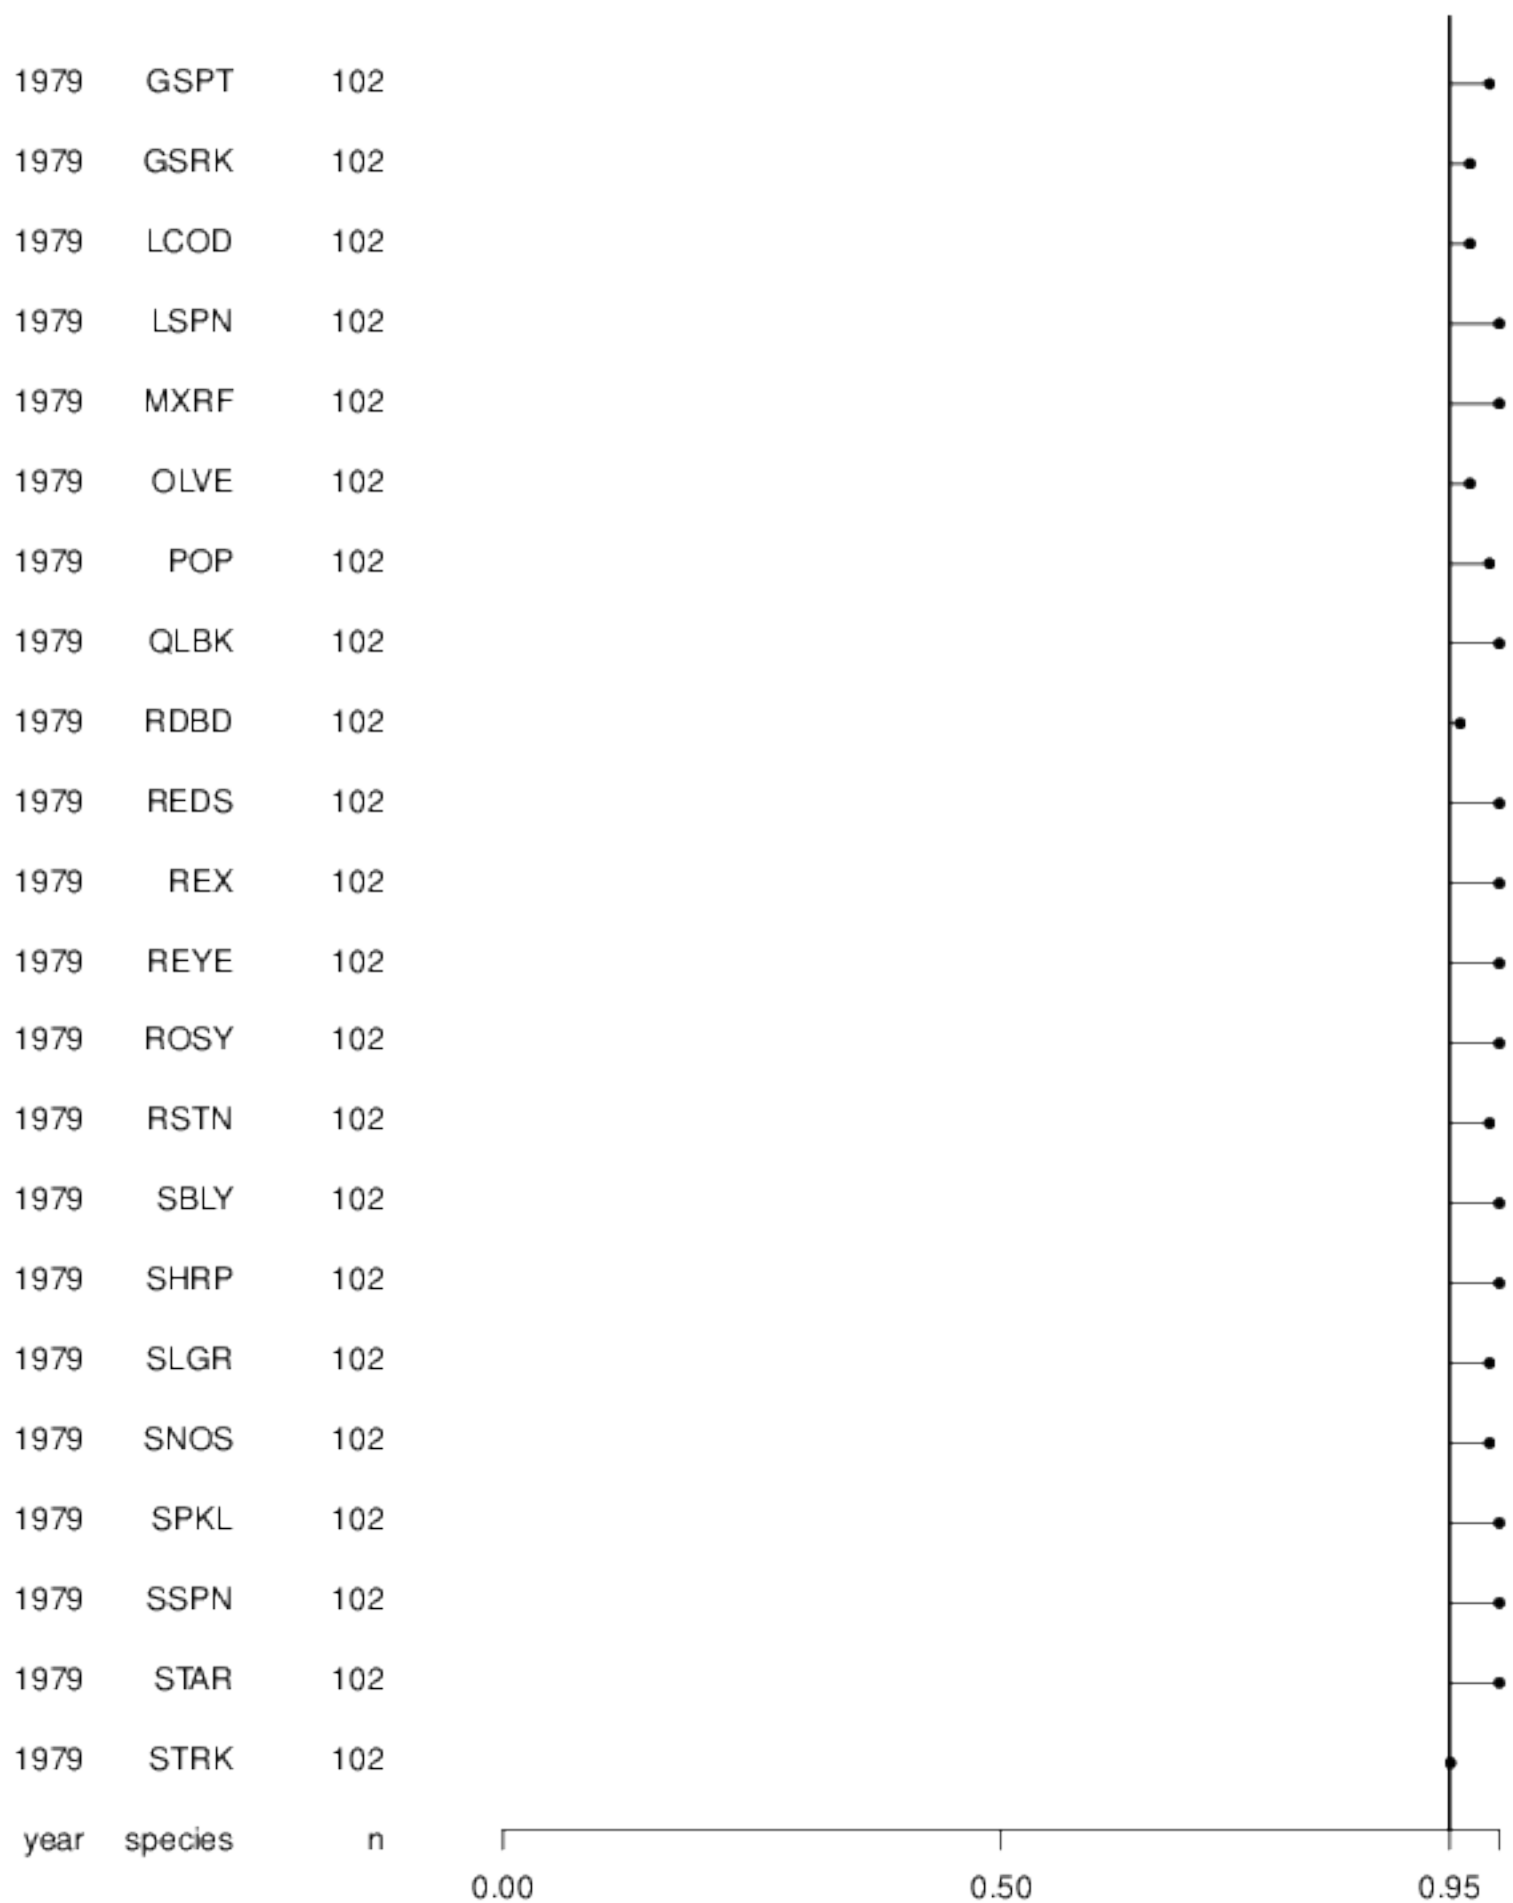 1979 GSPT 102
1979 GSRK 102
1979 LCOD 102
1979 LSPN 102
1979 MXRF 102
1979 OLVE 102
1979 POP 102
1979 QLBK 102
1979 RDBD 102
1979 REDS 102
1979 REX 102
1979 REYE 102
1979 ROSY 102
1979 RSTN 102
1979 SBLY 102
1979 SHRP 102
1979 SLGR 102
1979 SNOS 102
1979 SPKL 102
1979 SSPN 102
1979 STAR 102
1979 STRK 102
year species n
0.00 0.50 0.95